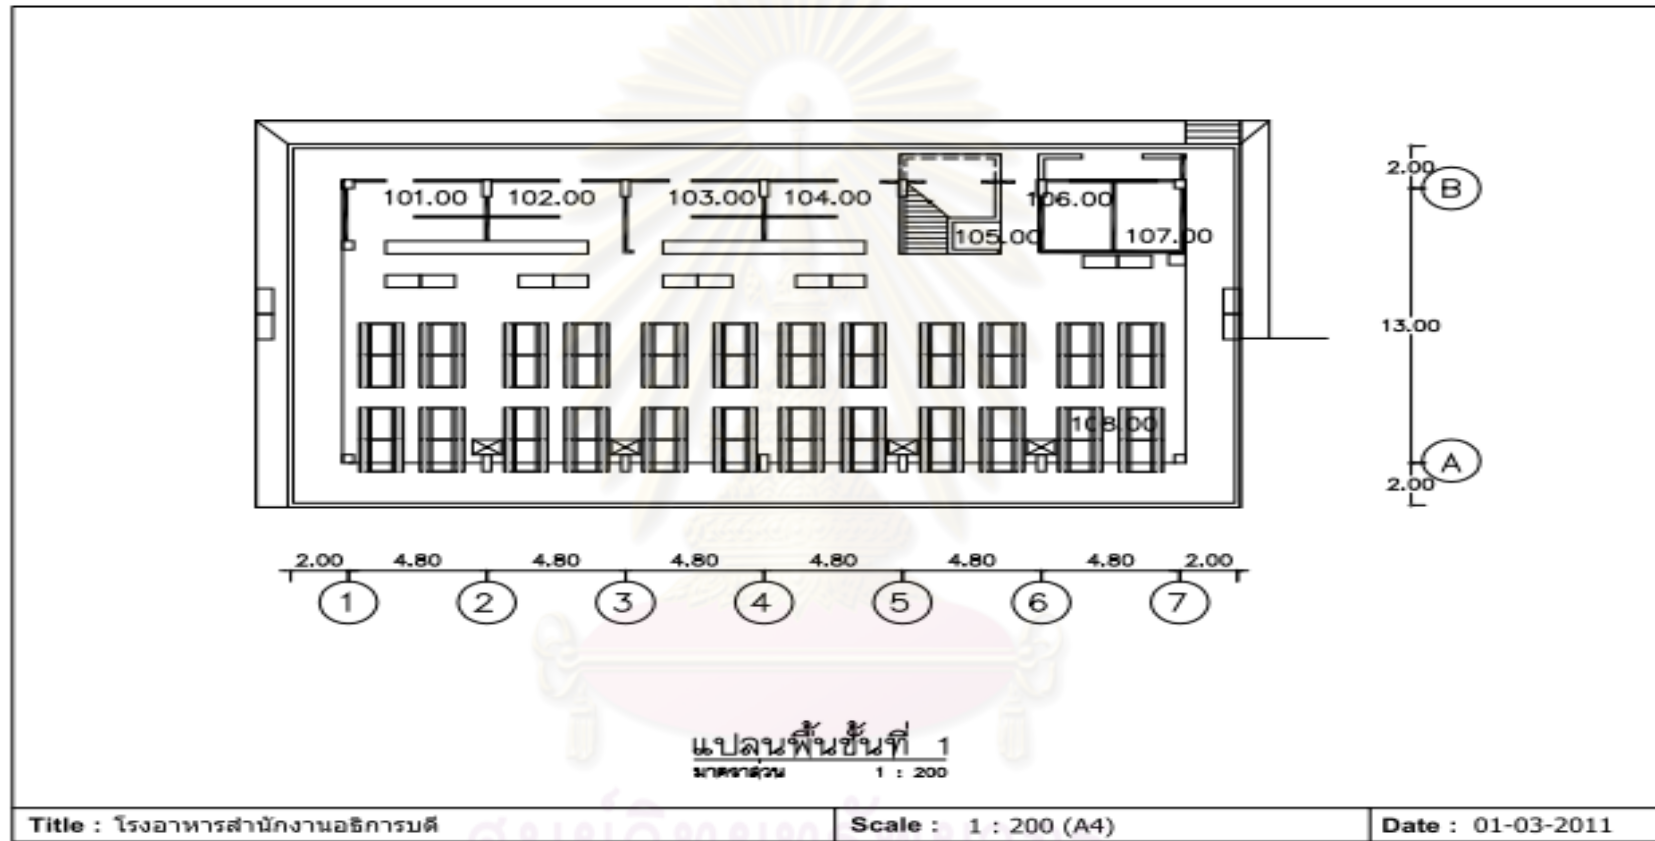 2.00
B
101.00 102.00 103.00 104.00 106.00
105.00 107.00
13.00
108.00
A
2.00
2.00 4.80 4.80 4.80 4.80 4.80 4.80 2.00
1 2 3 4 5 6 7
แปลนพื้นชั้นที่ 1
มาตราส่วน 1 : 200
Title : โรงอาหารสำนักงานอธิการบดี Scale : 1 : 200 (A4) Date : 01-03-2011